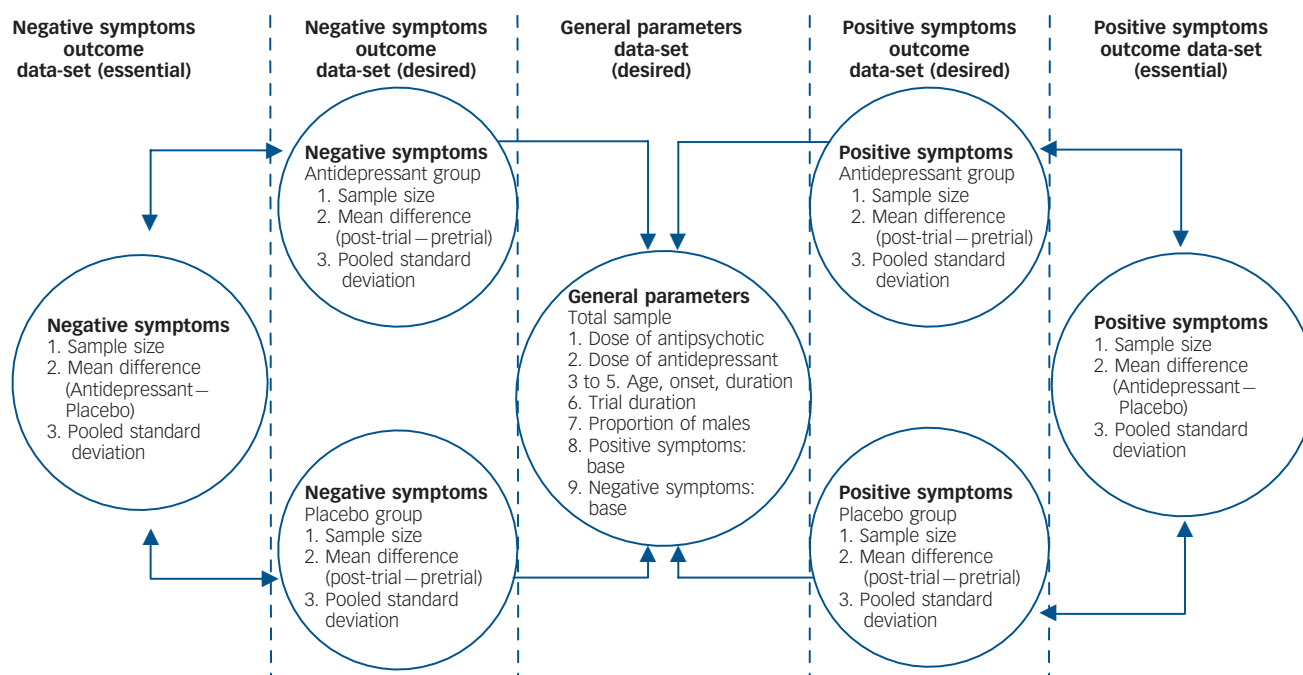 Negative symptoms
outcome
data-set (essential)
Negative symptoms
outcome
data-set (desired)
General parameters
data-set
(desired)
Positive symptoms
outcome
data-set (desired)
Positive symptoms
outcome data-set
(essential)
Negative symptoms
1. Sample size
2. Mean difference
(Antidepressant—
Placebo)
3. Pooled standard
deviation
Negative symptoms
Antidepressant group
1. Sample size
2. Mean difference
(post-trial—pretrial)
3. Pooled standard
deviation
Negative symptoms
Placebo group
1. Sample size
2. Mean difference
(post-trial—pretrial)
3. Pooled standard
deviation
General parameters
Total sample
1. Dose of antipsychotic
2. Dose of antidepressant
3 to 5. Age, onset, duration
6. Trial duration
7. Proportion of males
8. Positive symptoms:
base
9. Negative symptoms:
base
Positive symptoms
Antidepressant group
1. Sample size
2. Mean difference
(post-trial—pretrial)
3. Pooled standard
deviation
Positive symptoms
Placebo group
1. Sample size
2. Mean difference
(post-trial—pretrial)
3. Pooled standard
deviation
Positive symptoms
1. Sample size
2. Mean difference
(Antidepressant—
Placebo)
3. Pooled standard
deviation